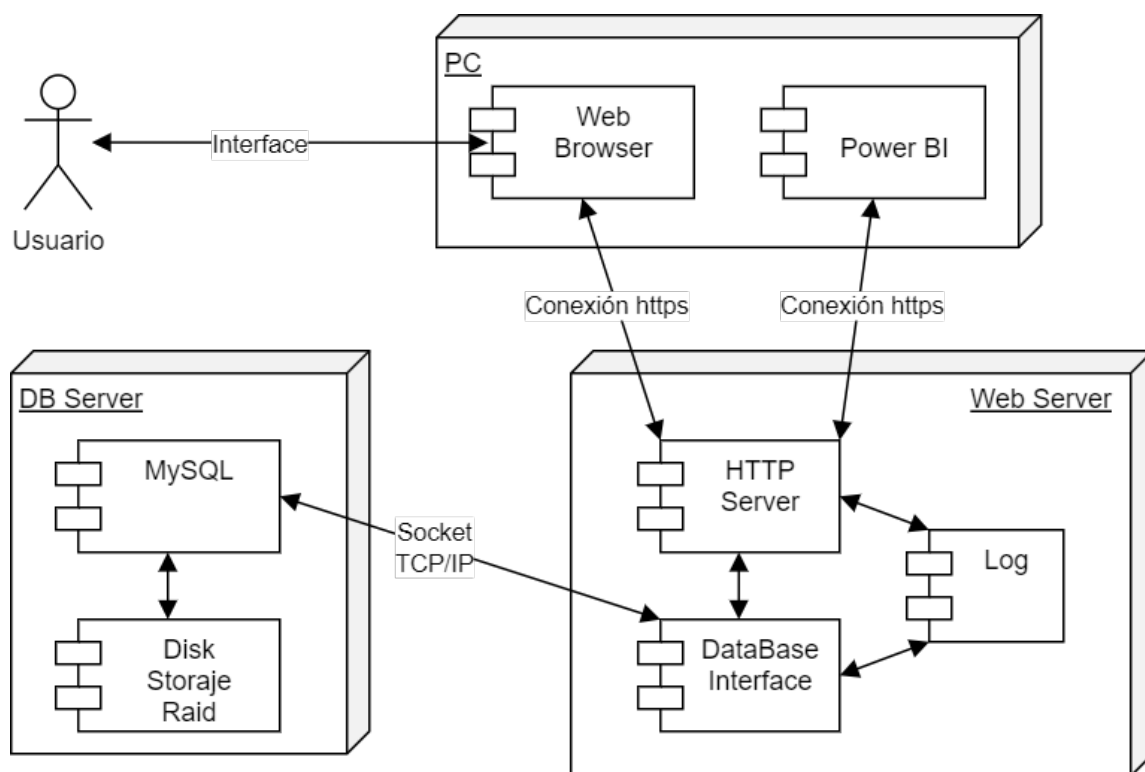 PC
Web
Browser
Power BI
Interface
Usuario
Conexión https
Conexión https
DB Server
Web Server
MySQL
HTTP
Server
Socket
TCP/IP
Log
Disk
Storaje
Raid
DataBase
Interface